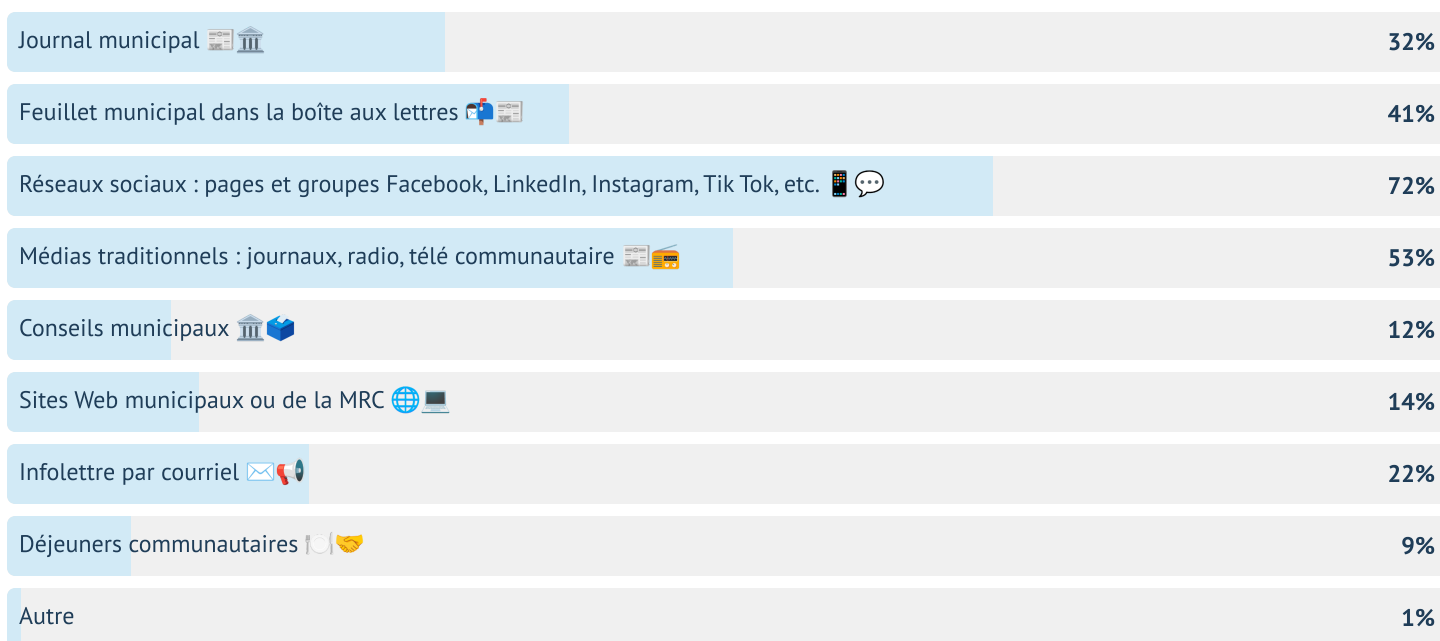 Journal municipal 📰🏛️ 32%
Feuillet municipal dans la boîte aux lettres 📬📰 41%
Réseaux sociaux : pages et groupes Facebook, LinkedIn, Instagram, Tik Tok, etc. 📱💬 72%
Médias traditionnels : journaux, radio, télé communautaire 📰📻 53%
Conseils municipaux 🏛️🗳️ 12%
Sites Web municipaux ou de la MRC 🌐💻 14%
Infolettre par courriel ✉️📢 22%
Déjeuners communautaires 🍽️🤝 9%
Autre 1%